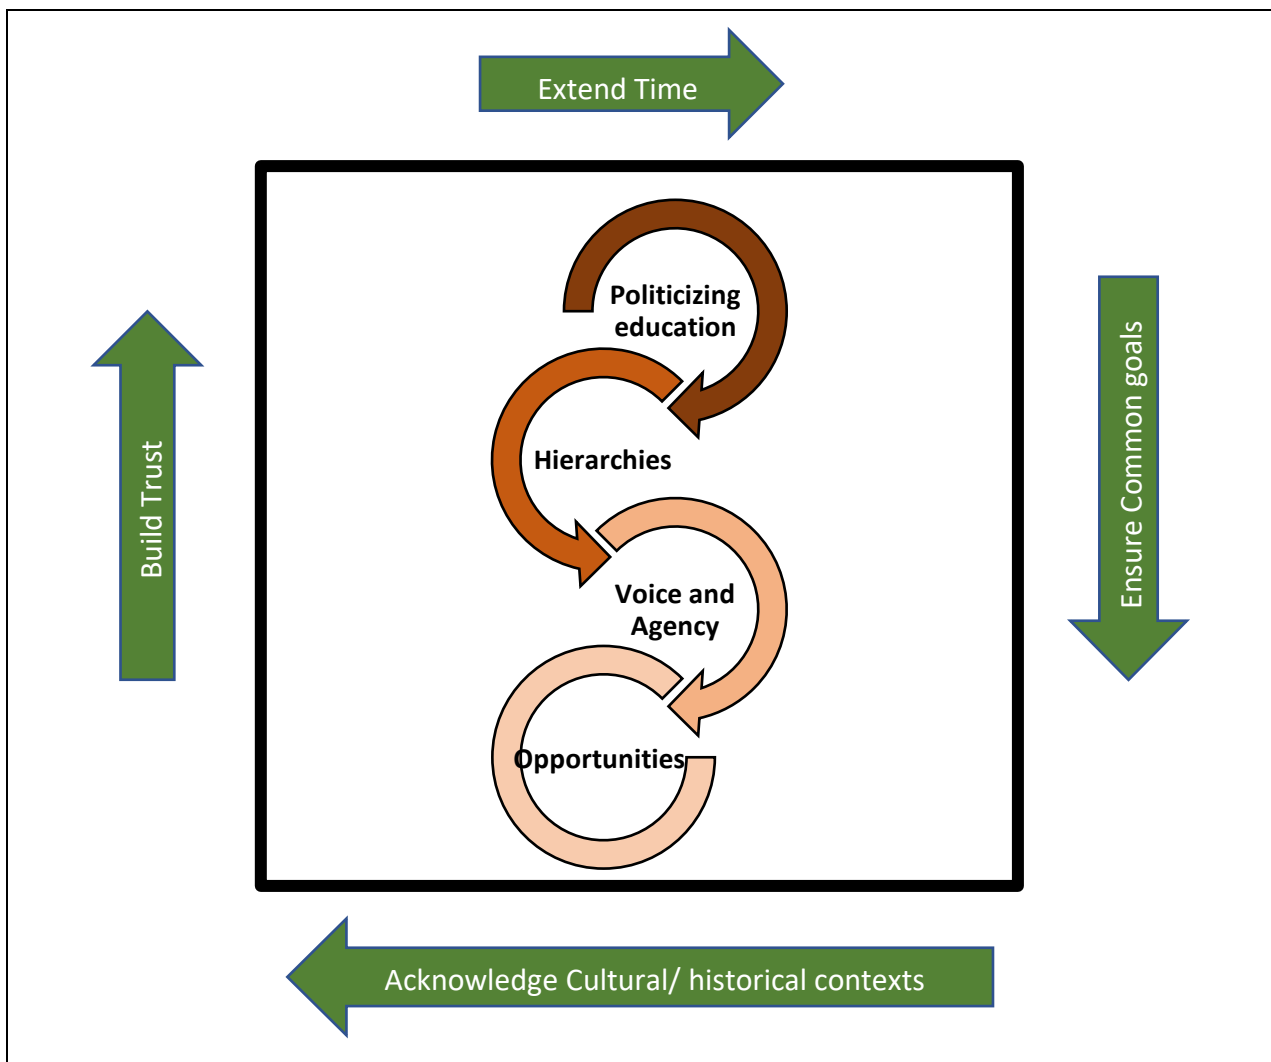 Extend Time
Politicizing
education
Hierarchies
Voice and
Agency
Opportunities
Build Trust
Ensure Common goals
Acknowledge Cultural/ historical contexts